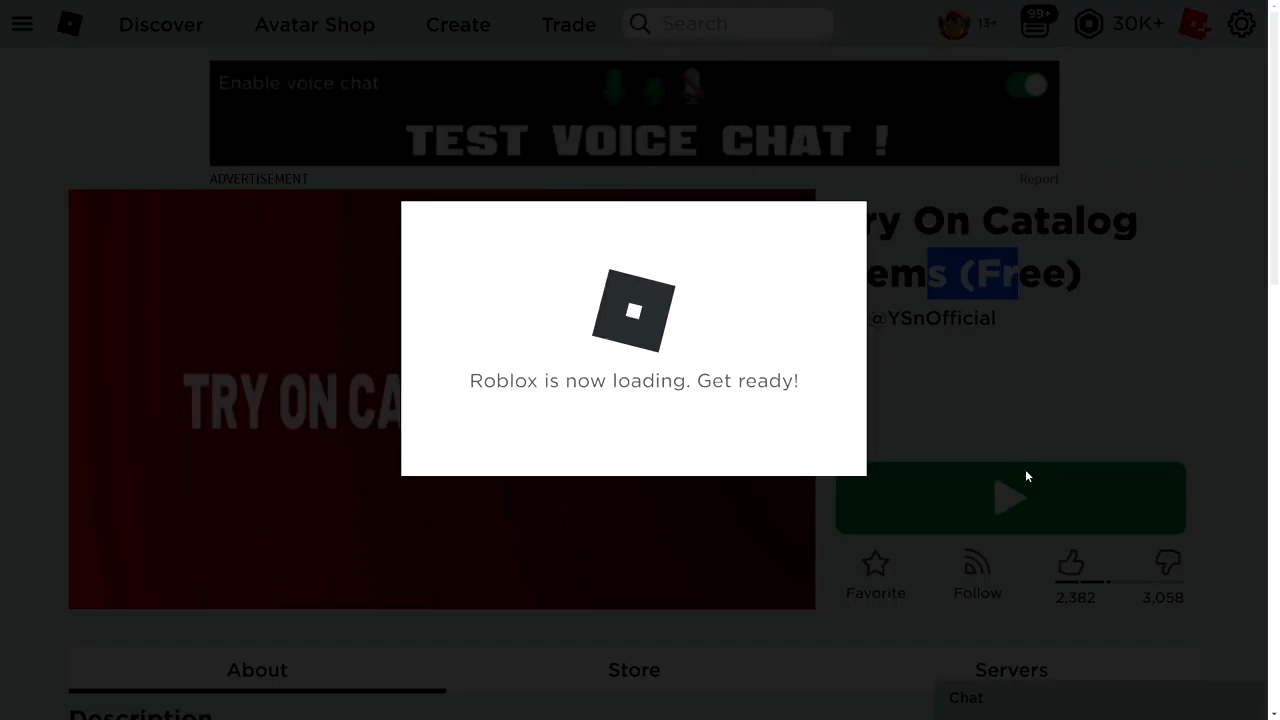 Discover Avatar Shop Create Trade Search 13+ 99+ 30K+
Enable voice chat
TEST VOICE CHAT !
ADVERTISEMENT Report
ry On Catalog
ems (Free)
@YSnOfficial
TRY ON CA
Roblox is now loading. Get ready!
Favorite Follow 2,382 3,058
About Store Servers
Chat
Description